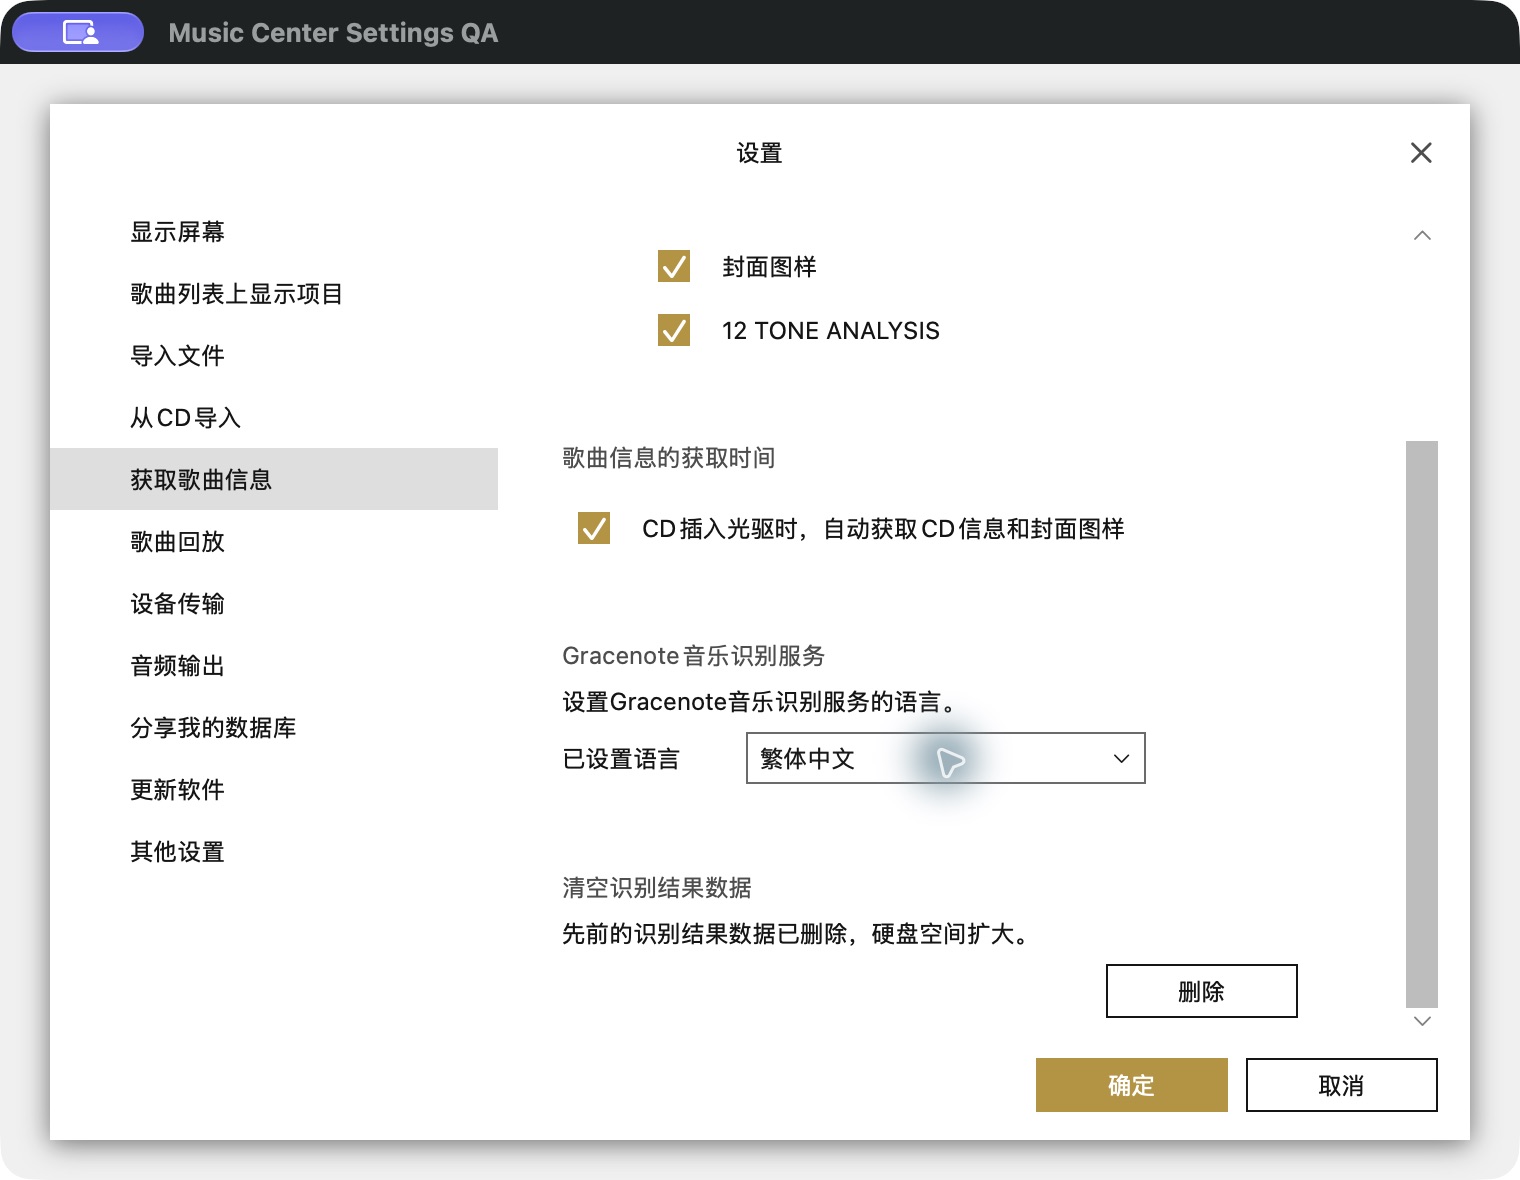 Music Center Settings QA
设置
显示屏幕
歌曲列表上显示项目
导入文件
从CD导入
获取歌曲信息
歌曲回放
设备传输
音频输出
分享我的数据库
更新软件
其他设置
封面图样
12 TONE ANALYSIS
歌曲信息的获取时间
CD插入光驱时，自动获取CD信息和封面图样
Gracenote音乐识别服务
设置Gracenote音乐识别服务的语言。
已设置语言 繁体中文
清空识别结果数据
先前的识别结果数据已删除，硬盘空间扩大。
删除
确定 取消